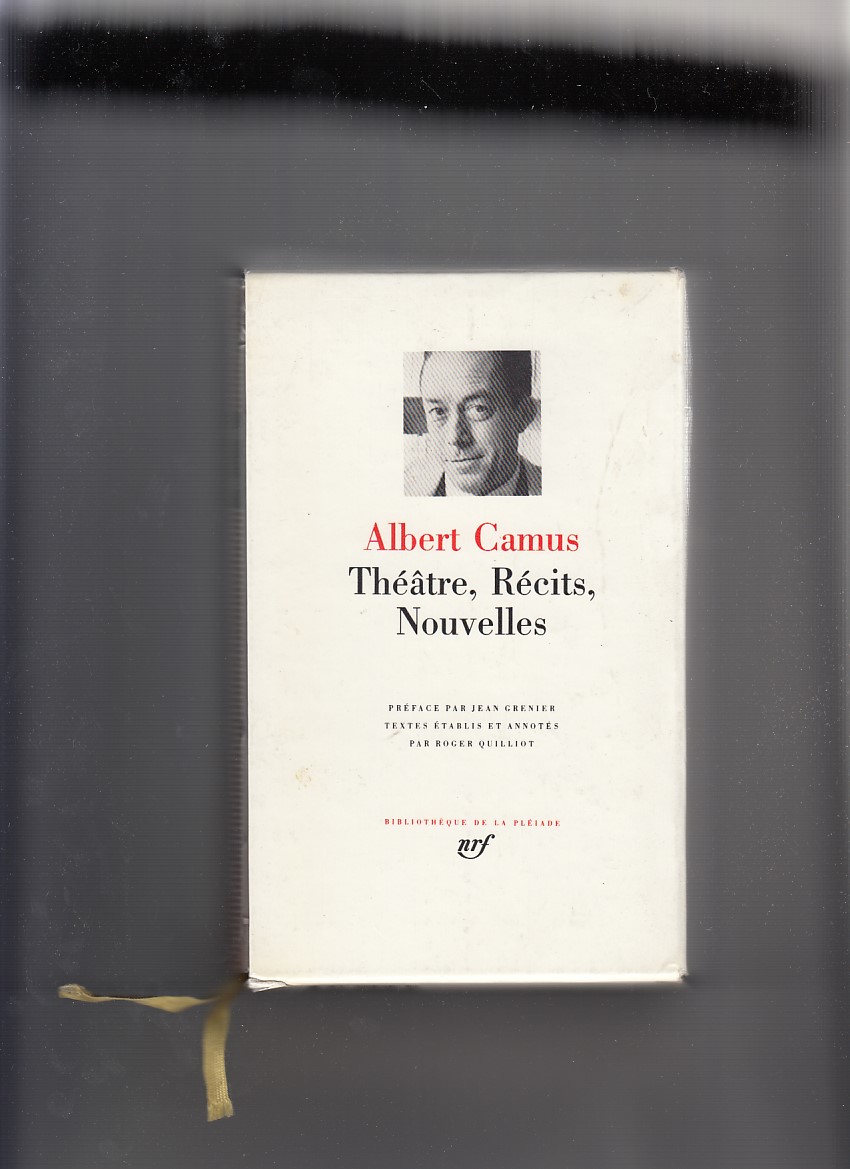 Albert Camus
Théâtre, Récits,
Nouvelles
PRÉFACE PAR JEAN GRENIER
TEXTES ÉTABLIS ET ANNOTÉS
PAR ROGER QUILLIOT
BIBLIOTHÈQUE DE LA PLÉIADE
nrf